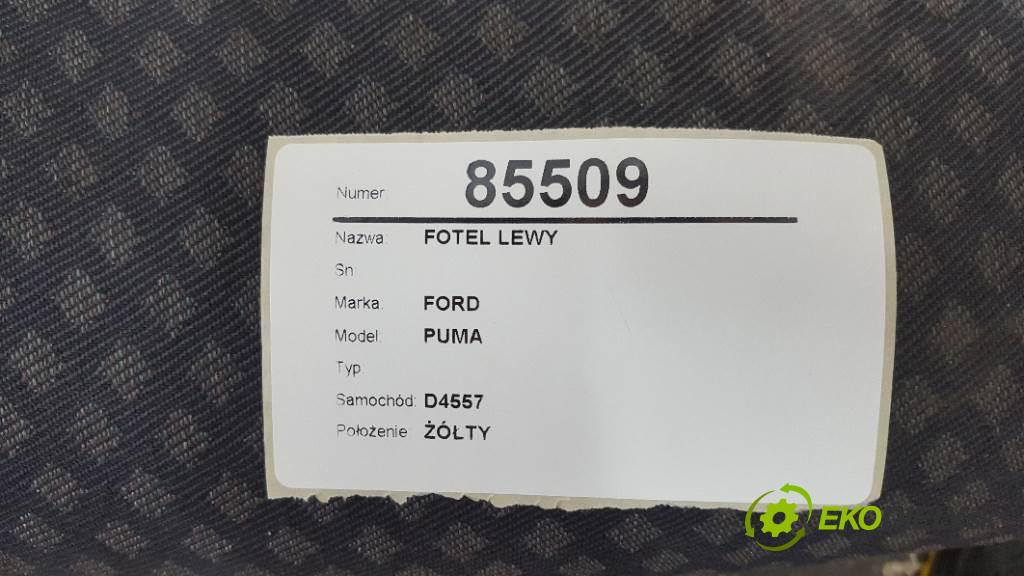 Numer: 85509
Nazwa: FOTEL LEWY
Sn
Marka: FORD
Model: PUMA
Typ
Samochód: D4557
Położenie: ŻÓŁTY
EKO